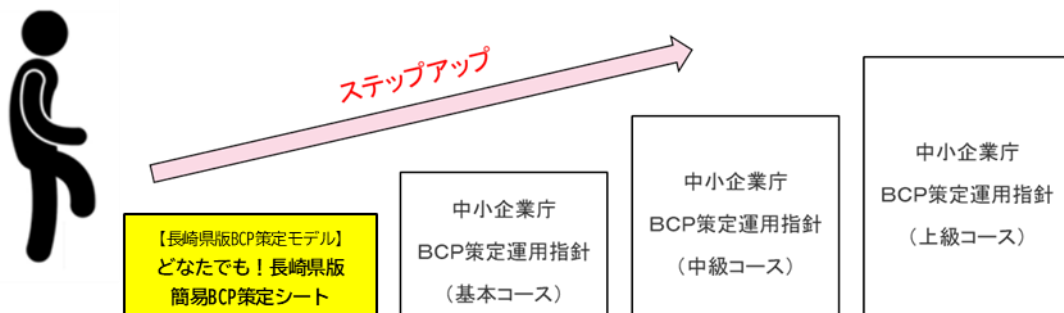 ステップアップ
【長崎県版BCP策定モデル】
どなたでも！長崎県版
簡易BCP策定シート
中小企業庁
BCP策定運用指針
（基本コース）
中小企業庁
BCP策定運用指針
（中級コース）
中小企業庁
BCP策定運用指針
（上級コース）